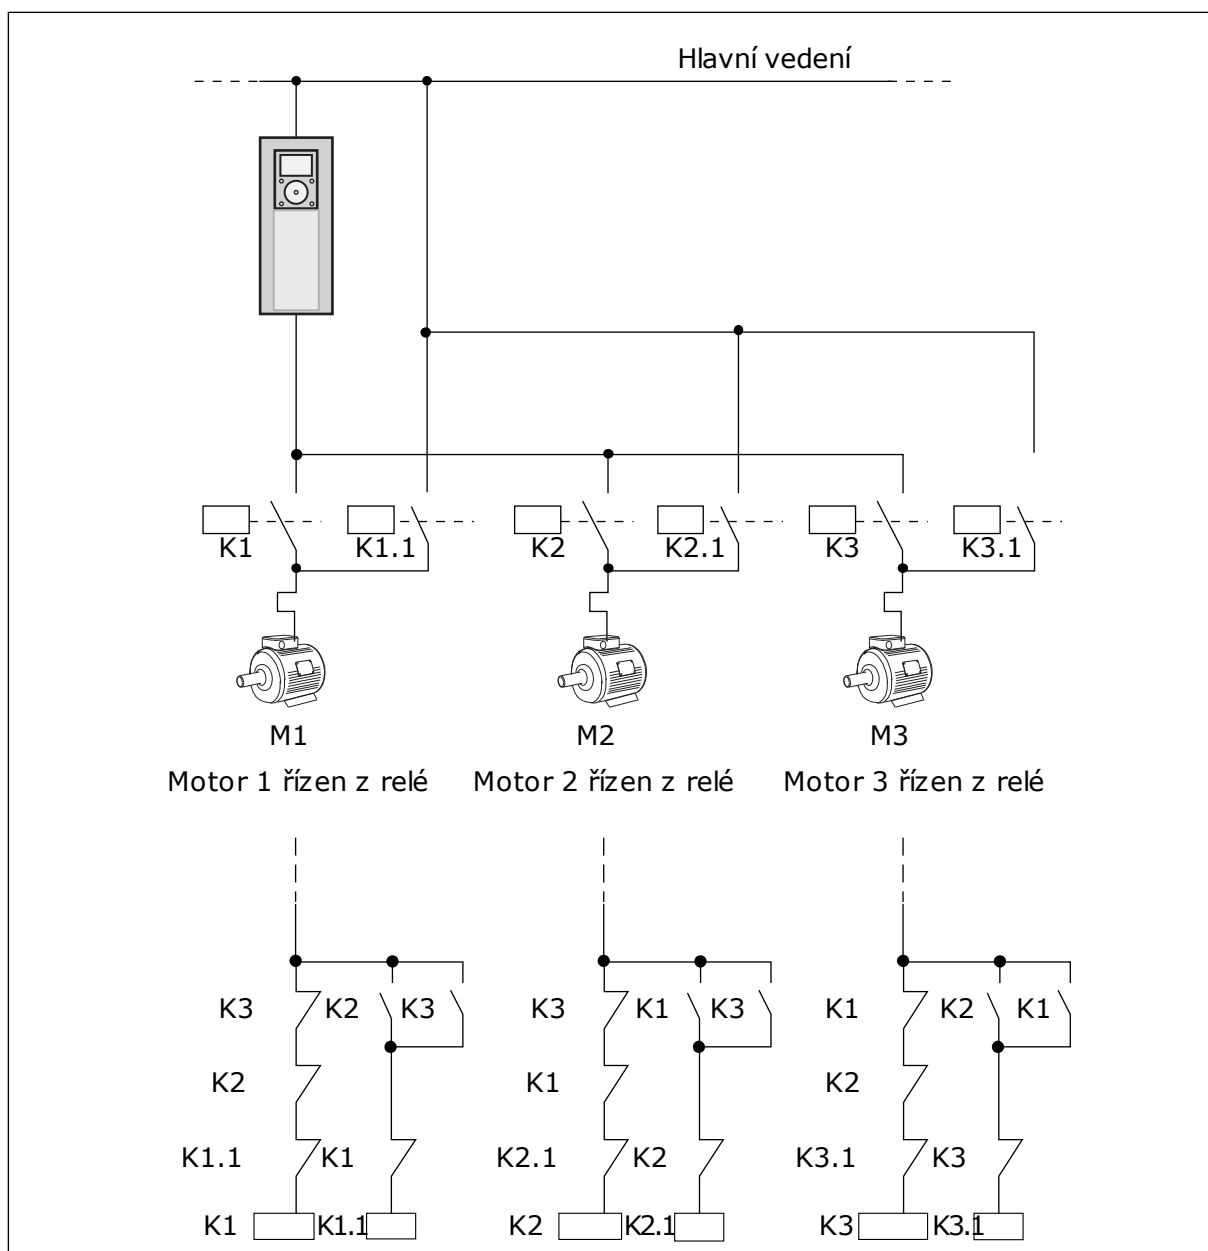 Hlavní vedení
K1 K1.1 K2 K2.1 K3 K3.1
M1 M2 M3
Motor 1 řízen z relé Motor 2 řízen z relé Motor 3 řízen z relé
K3 K2 K3 K3 K1 K3 K1 K2 K1
K2 K1 K2
K1.1 K1 K2.1 K2 K3.1 K3
K1 K1.1 K2 K2.1 K3 K3.1